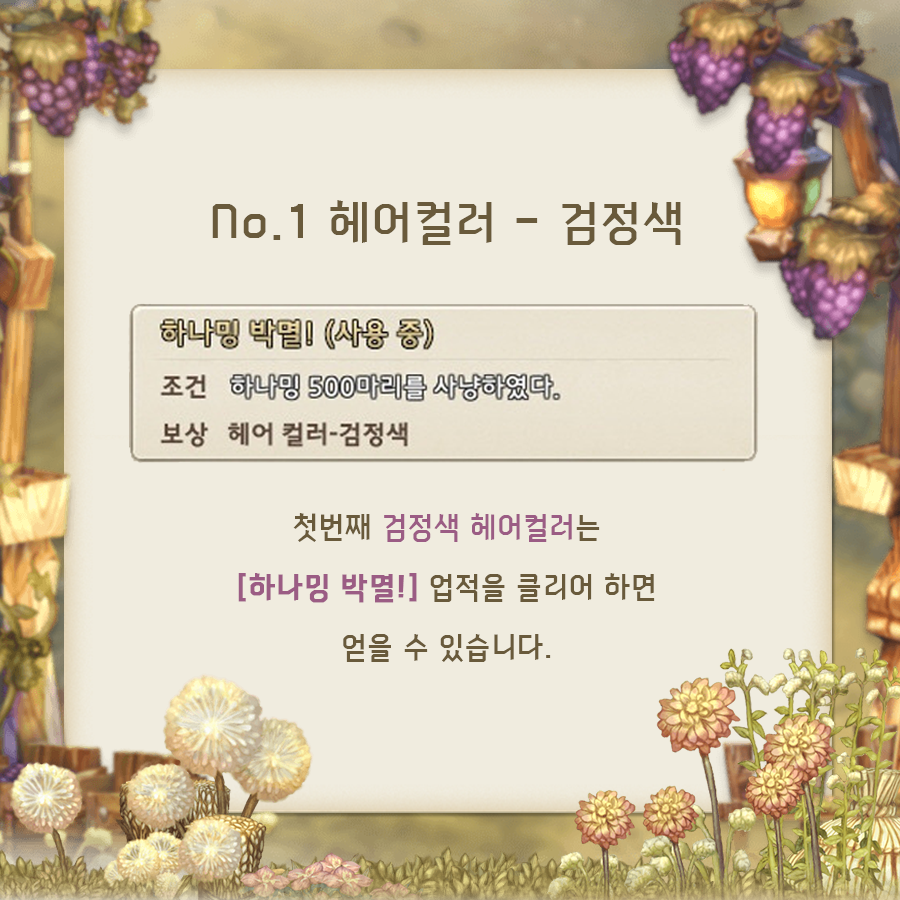 No.1 헤어컬러 - 검정색
하나밍 박멸! (사용 중)
조건 하나밍 500마리를 사냥하였다.
보상 헤어 컬러-검정색
첫번째 검정색 헤어컬러는
[하나밍 박멸!] 업적을 클리어 하면
얻을 수 있습니다.